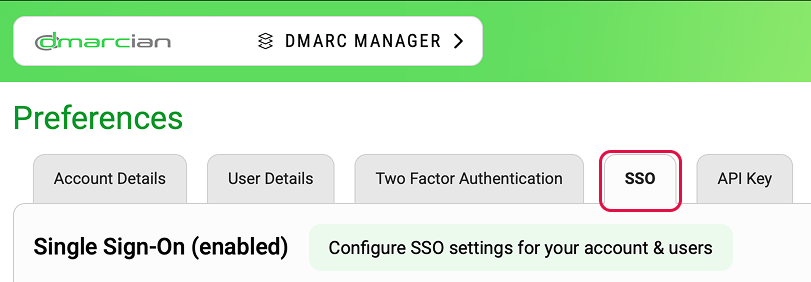 dmarcian DMARC MANAGER
Preferences
Account Details User Details Two Factor Authentication SSO API Key
Single Sign-On (enabled) Configure SSO settings for your account & users